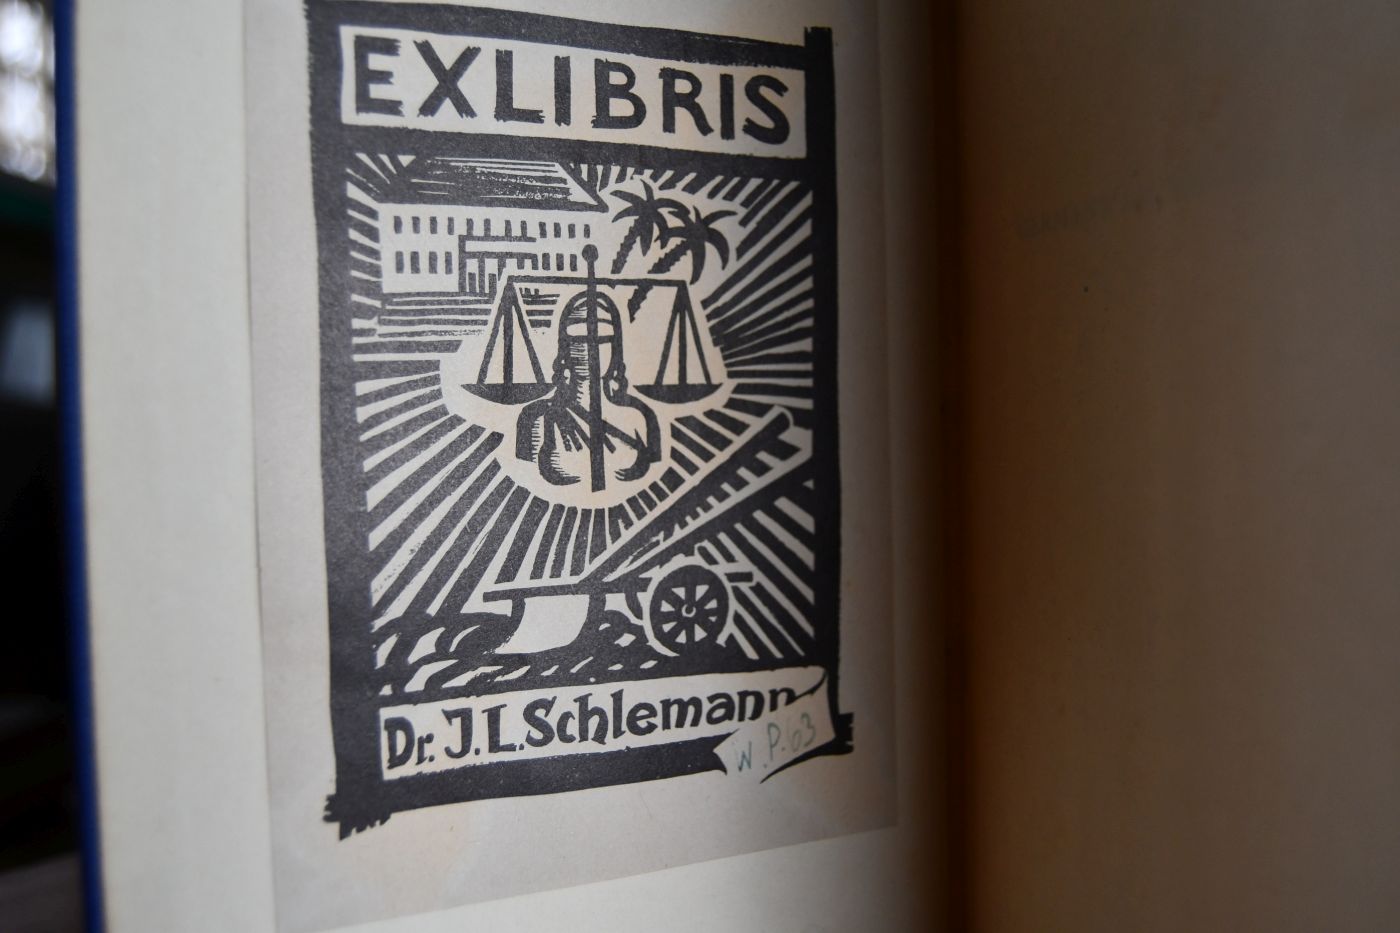 EXLIBRIS
Dr. J. L. Schlemann
W. P. 63